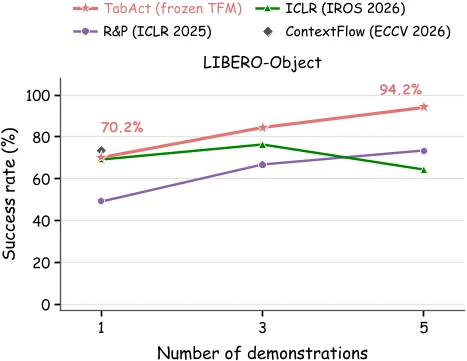 TabAct (frozen TFM)
ICLR (IROS 2026)
R&P (ICLR 2025)
ContextFlow (ECCV 2026)
LIBERO-Object
Success rate (%)
100
80
60
40
20
0
70.2%
94.2%
1
3
5
Number of demonstrations